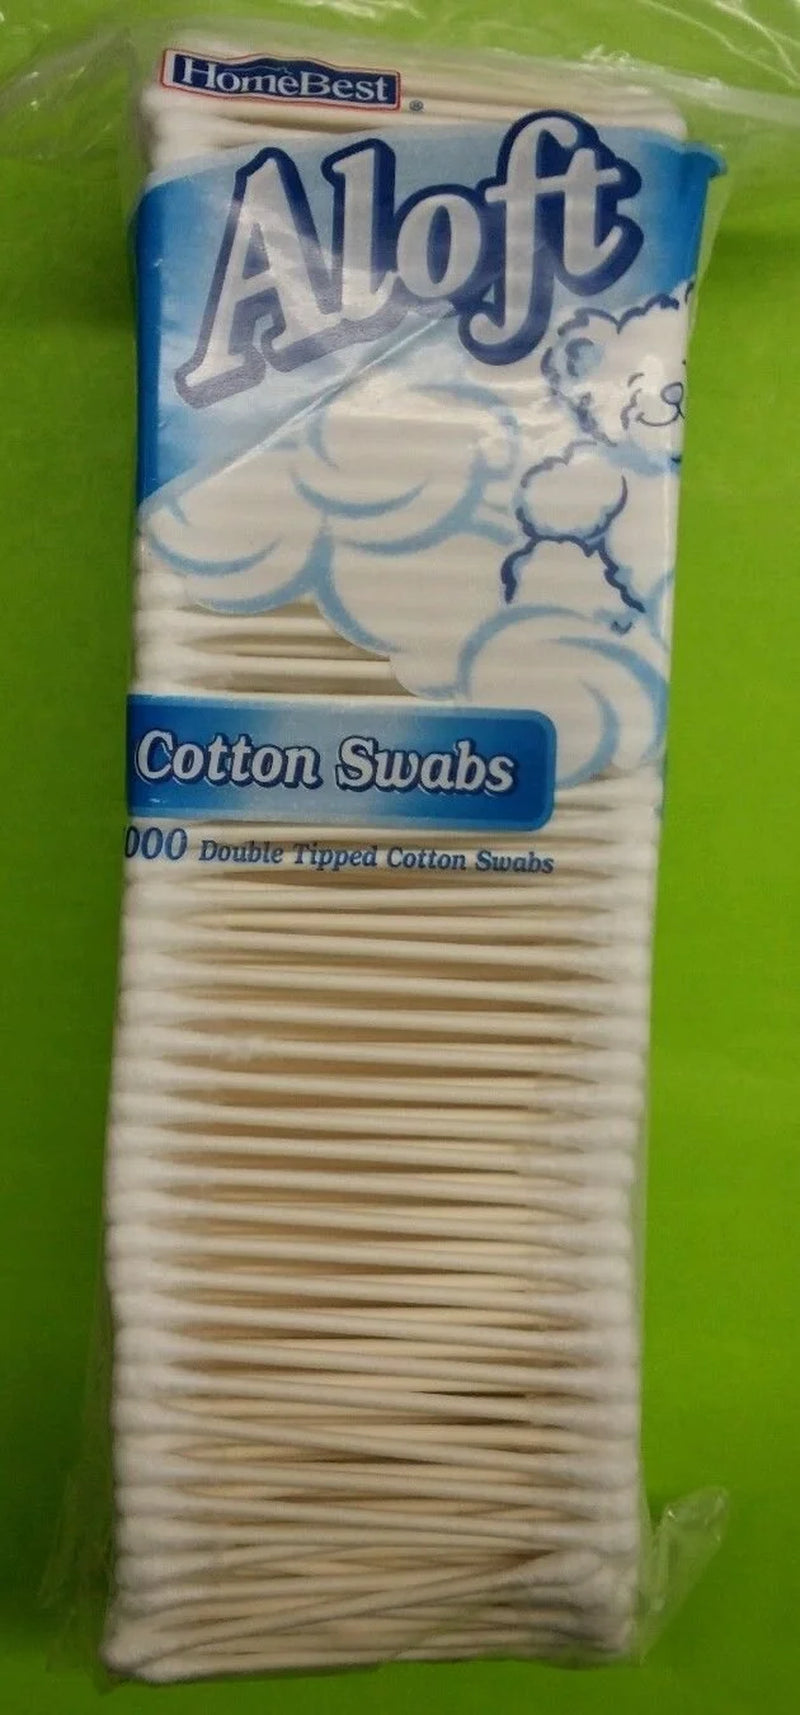 HomeBest ®
Aloft
Cotton Swabs
000 Double Tipped Cotton Swabs